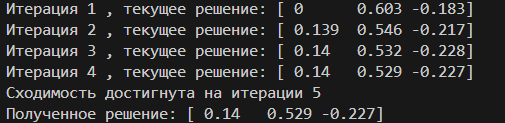 Итерация 1 , текущее решение: [ 0      0.603 -0.183]
Итерация 2 , текущее решение: [ 0.139  0.546 -0.217]
Итерация 3 , текущее решение: [ 0.14   0.532 -0.228]
Итерация 4 , текущее решение: [ 0.14   0.529 -0.227]
Сходимость достигнута на итерации 5
Полученное решение: [ 0.14   0.529 -0.227]